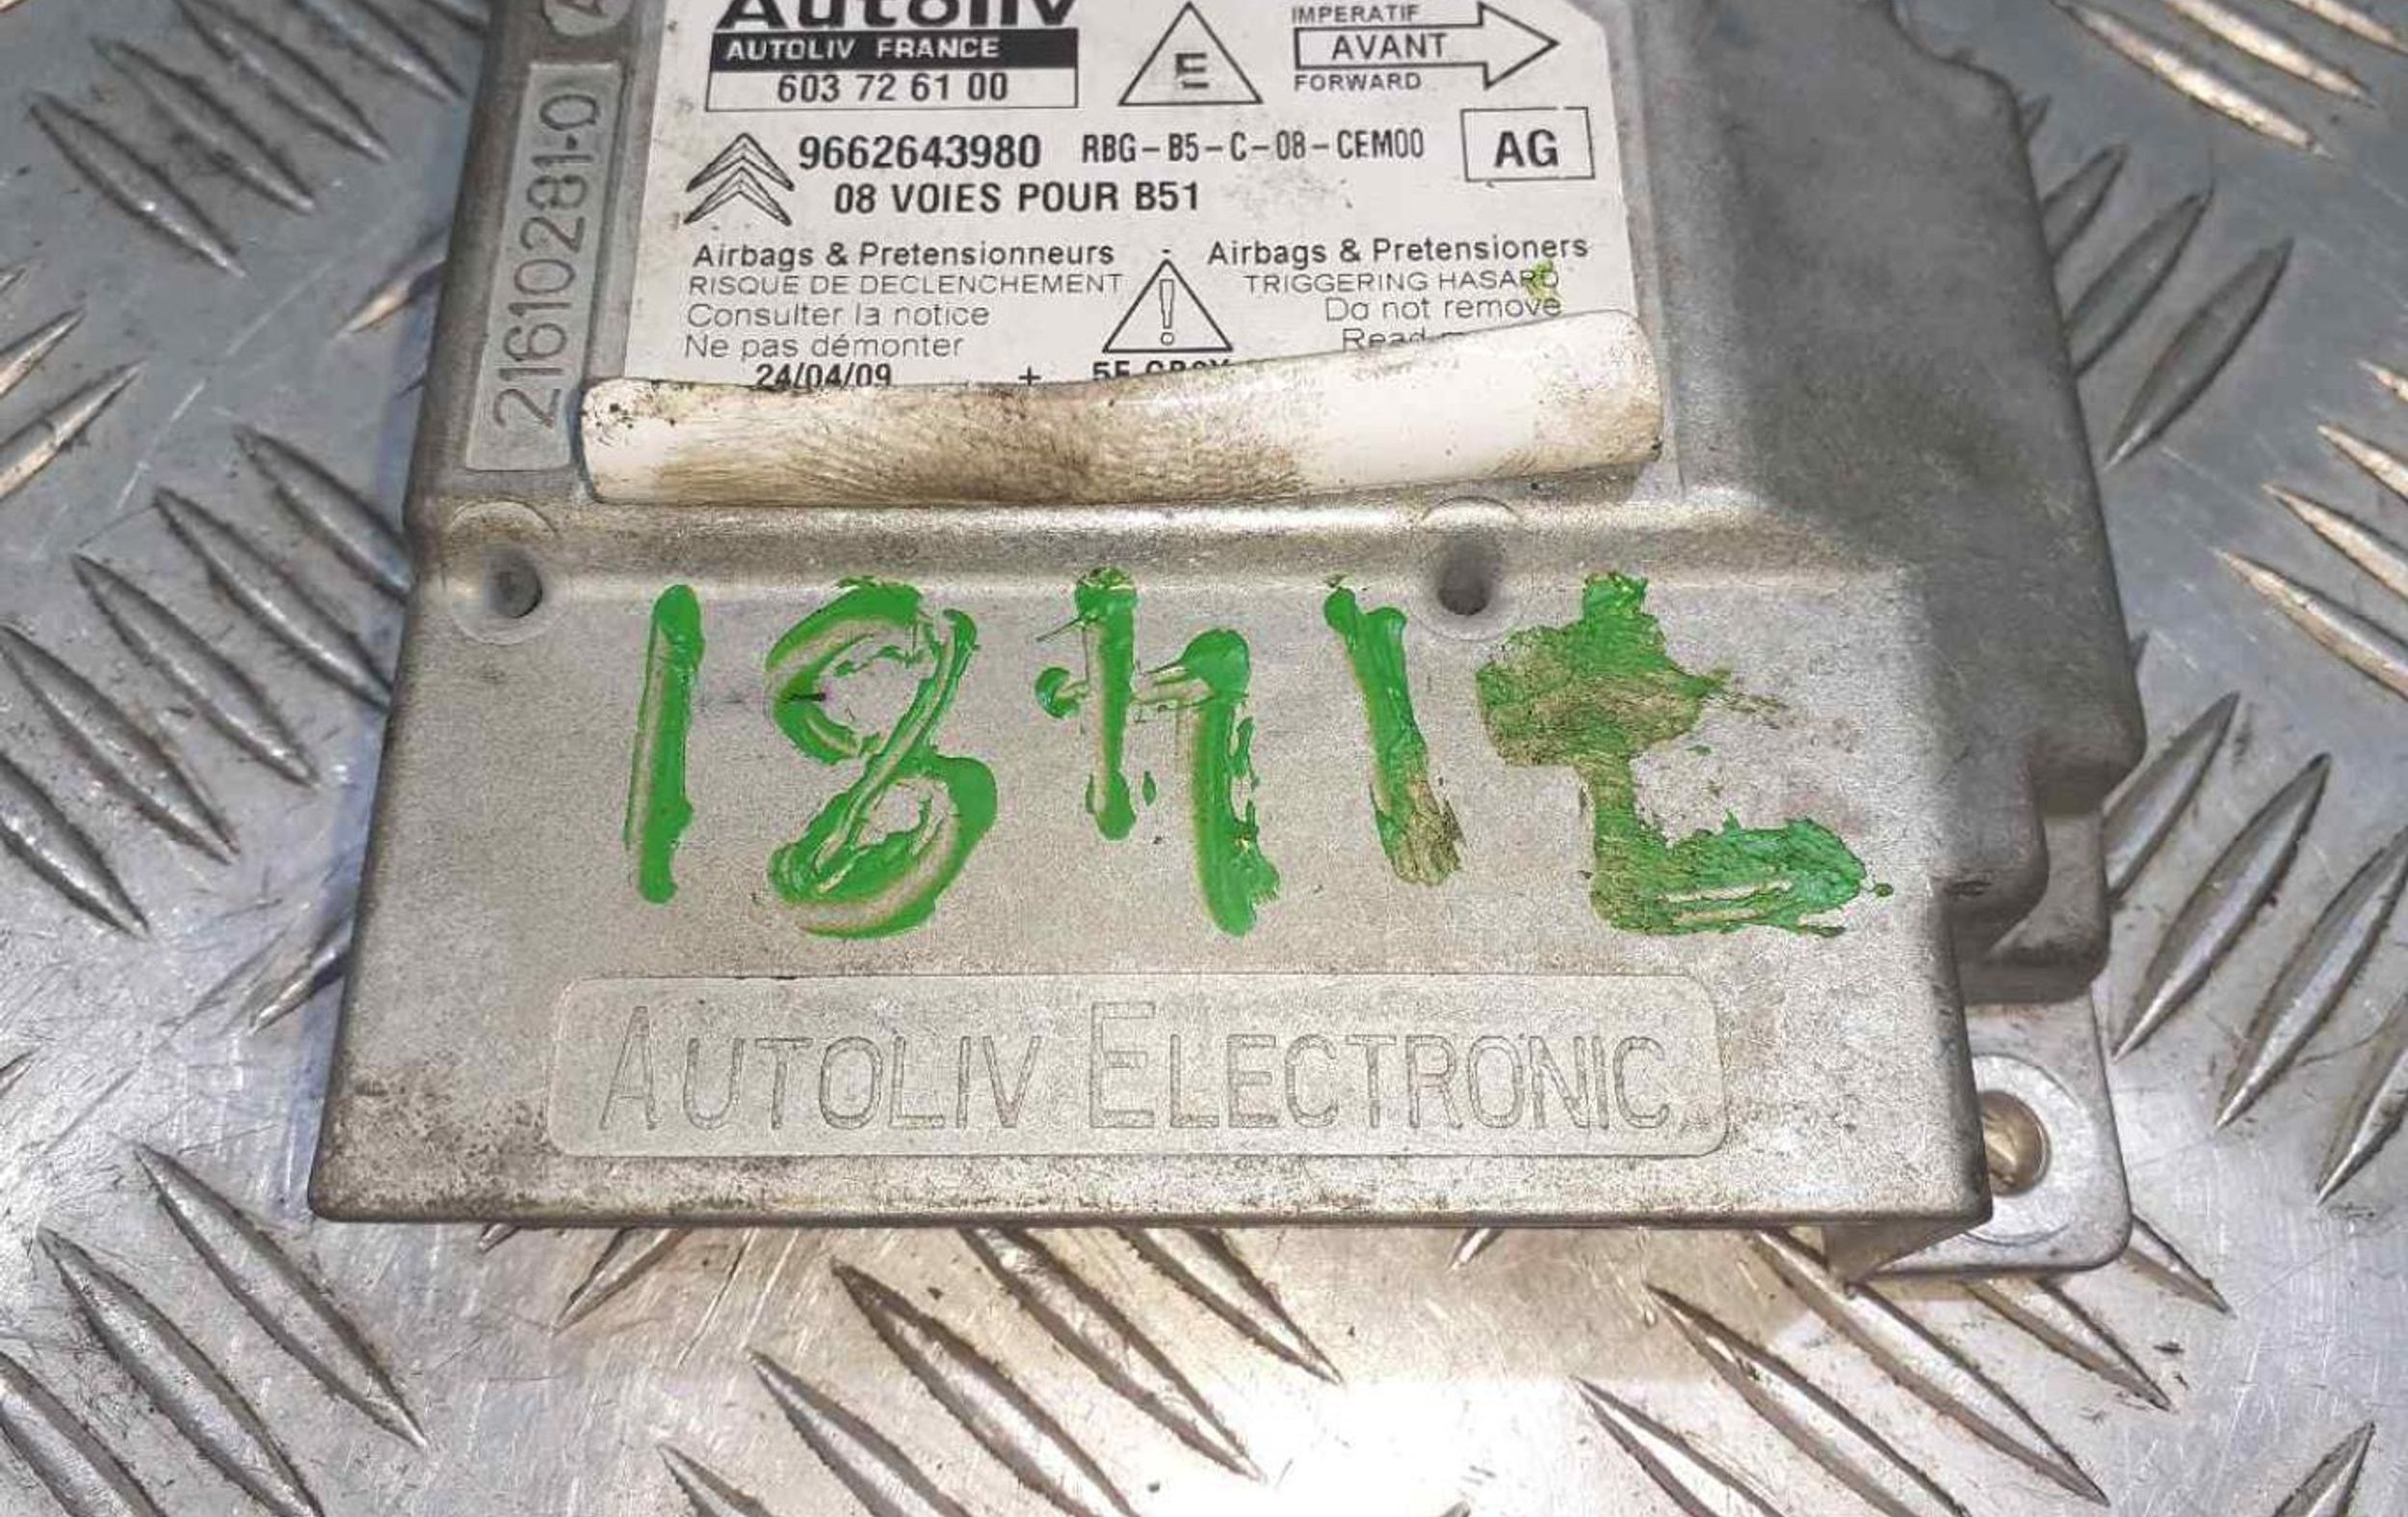 Autoliv
AUTOLIV FRANCE
603 72 61 00
E
IMPERATIF
AVANT
FORWARD
9662643980 RBG-B5-C-08-CEM00 AG
08 VOIES POUR B51
Airbags & Pretensionneurs
RISQUE DE DECLENCHEMENT
Consulter la notice
Ne pas démonter
24/04/09 +
Airbags & Pretensioners
TRIGGERING HASARD
Do not remove
Read
21610281-0
AUTOLIV ELECTRONIC